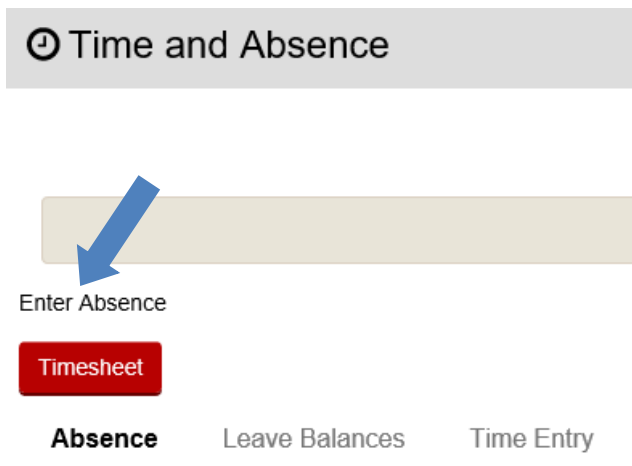 Time and Absence
Enter Absence
Timesheet
Absence Leave Balances Time Entry